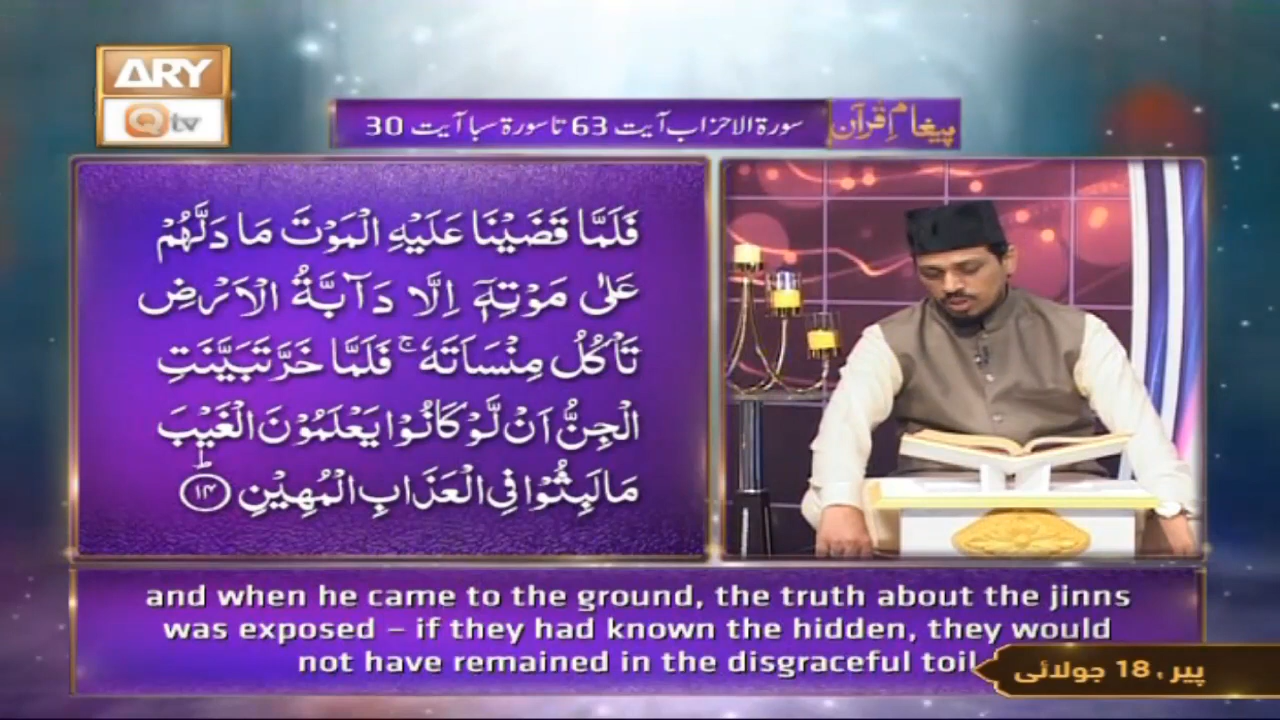 ARY
Qtv
پیغامِ قرآن
سورۃ الاحزاب آیت 63 تا سورۃ سبا آیت 30
فَلَمَّا قَضَیْنَا عَلَیْهِ الْمَوْتَ مَا دَلَّهُمْ
عَلٰی مَوْتِهٖۤ اِلَّا دَآبَّةُ الْاَرْضِ
تَاْكُلُ مِنْسَاَتَهٗ ۚ فَلَمَّا خَرَّ تَبَیَّنَتِ
الْجِنُّ اَنْ لَّوْ كَانُوْا یَعْلَمُوْنَ الْغَیْبَ
مَا لَبِثُوْا فِی الْعَذَابِ الْمُهِیْنِ ؕ۝۱۴
and when he came to the ground, the truth about the jinns
was exposed – if they had known the hidden, they would
not have remained in the disgraceful toil
پیر، 18 جولائی